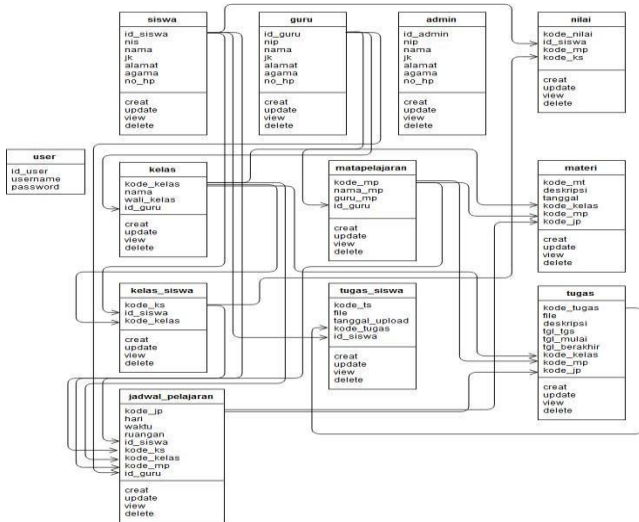 siswa
id_siswa
nis
nama
jk
alamat
agama
no_hp
creat
update
view
delete
guru
id_guru
nip
nama
jk
alamat
agama
no_hp
creat
update
view
delete
admin
id_admin
nip
nama
jk
alamat
agama
no_hp
creat
update
view
delete
nilai
kode_nilai
id_siswa
kode_mp
kode_ks
creat
update
view
delete
user
id_user
username
password
kelas
kode_kelas
nama
wali_kelas
id_guru
creat
update
view
delete
matapelajaran
kode_mp
nama_mp
guru_mp
id_guru
creat
update
view
delete
materi
kode_mt
deskripsi
tanggal
kode_kelas
kode_mp
kode_jp
creat
update
view
delete
kelas_siswa
kode_ks
id_siswa
kode_kelas
creat
update
view
delete
tugas_siswa
kode_ts
file
tanggal_upload
kode_tugas
id_siswa
creat
update
view
delete
tugas
kode_tugas
file
deskripsi
tgl_tgs
tgl_mulai
tgl_berakhir
kode_kelas
kode_mp
kode_jp
creat
update
view
delete
jadwal_pelajaran
kode_jp
hari
waktu
ruangan
id_siswa
kode_ks
kode_kelas
kode_mp
id_guru
creat
update
view
delete